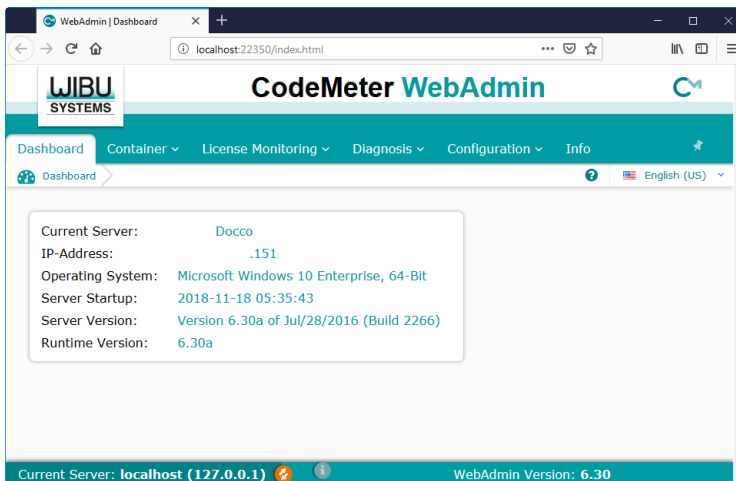 WebAdmin | Dashboard
localhost:22350/index.html
WIBU
SYSTEMS
CodeMeter WebAdmin
CM
Dashboard Container License Monitoring Diagnosis Configuration Info
Dashboard
? English (US)
Current Server: Docco
IP-Address: .151
Operating System: Microsoft Windows 10 Enterprise, 64-Bit
Server Startup: 2018-11-18 05:35:43
Server Version: Version 6.30a of Jul/28/2016 (Build 2266)
Runtime Version: 6.30a
Current Server: localhost (127.0.0.1) i WebAdmin Version: 6.30